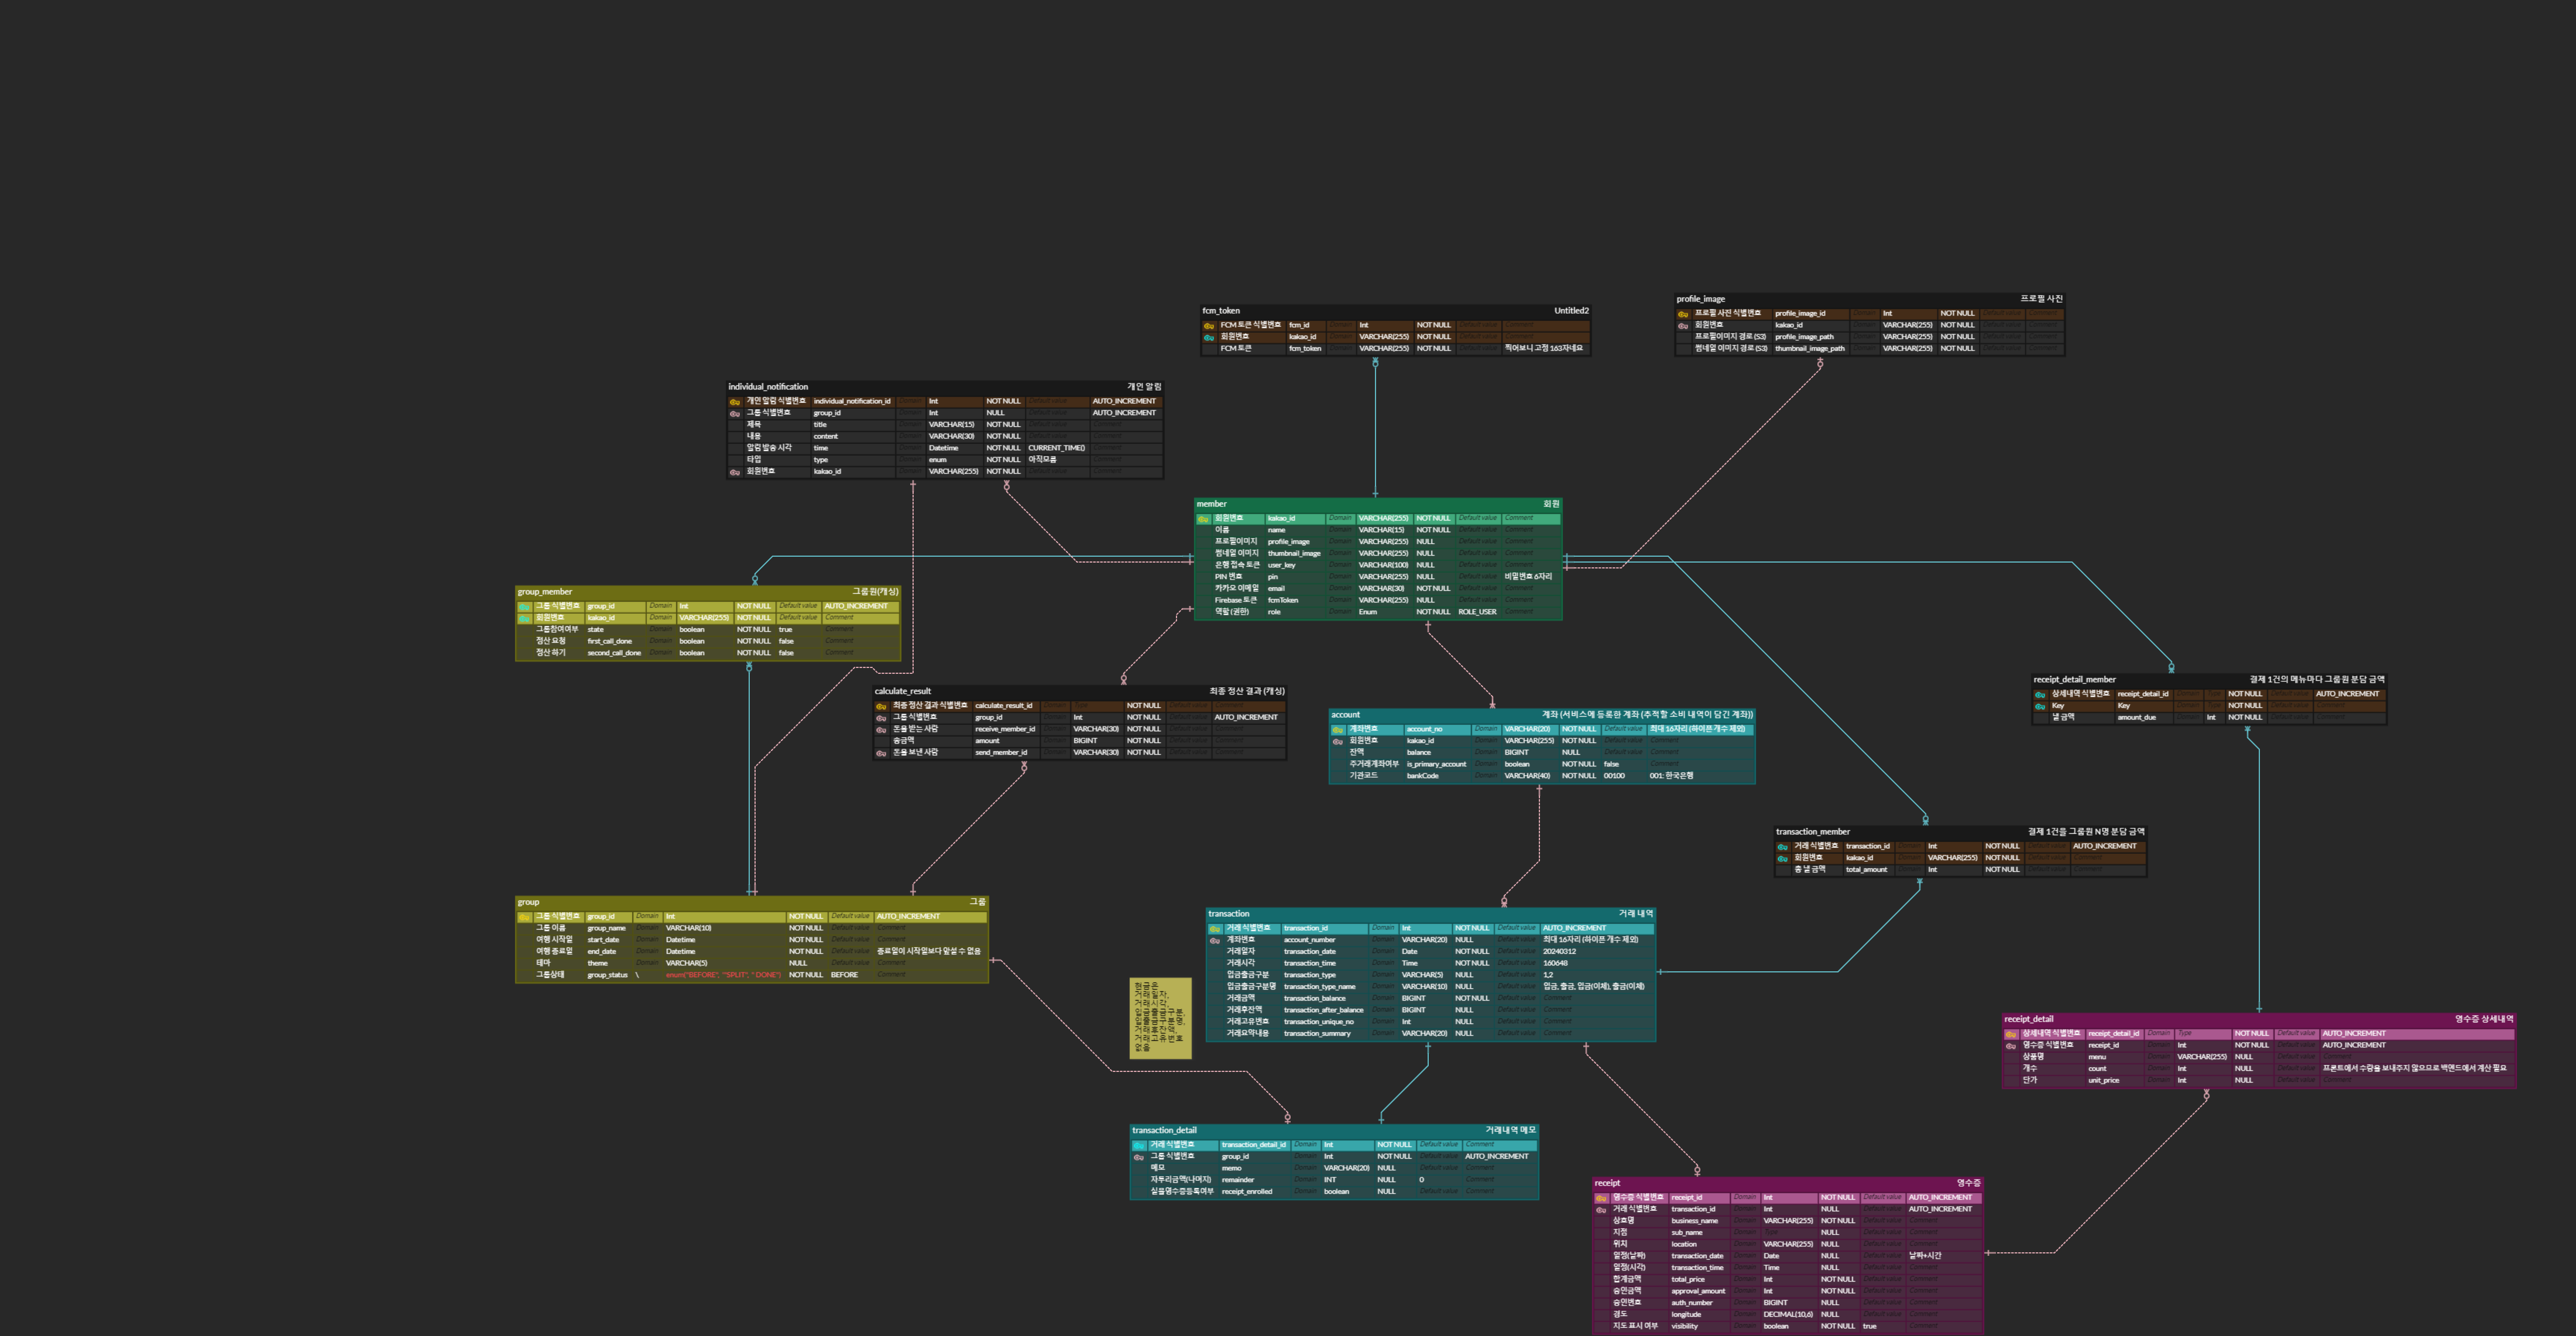 fcm_token Untitled2
FCM 토큰 식별번호 fcm_id Domain Int NOT NULL Default value Comment
회원번호 kakao_id Domain VARCHAR(255) NOT NULL Default value Comment
FCM 토큰 fcm_token Domain VARCHAR(255) NOT NULL Default value 찍어보니 고정 163자네요
profile_image 프로필 사진
프로필 사진 식별번호 profile_image_id Domain Int NOT NULL Default value Comment
회원번호 kakao_id Domain VARCHAR(255) NOT NULL Default value Comment
프로필이미지 경로 (S3) profile_image_path Domain VARCHAR(255) NOT NULL Default value Comment
썸네일 이미지 경로 (S3) thumbnail_image_path Domain VARCHAR(255) NOT NULL Default value Comment
individual_notification 개인 알림
개인 알림 식별번호 individual_notification_id Domain Int NOT NULL Default value AUTO_INCREMENT
그룹 식별번호 group_id Domain Int NULL Default value AUTO_INCREMENT
제목 title Domain VARCHAR(15) NOT NULL Default value Comment
내용 content Domain VARCHAR(30) NOT NULL Default value Comment
알림 발송 시각 time Domain Datetime NOT NULL CURRENT_TIME() Comment
타입 type Domain enum NOT NULL 아직모름 Comment
회원번호 kakao_id Domain VARCHAR(255) NOT NULL Default value Comment
member 회원
회원번호 kakao_id Domain VARCHAR(255) NOT NULL Default value Comment
이름 name Domain VARCHAR(15) NOT NULL Default value Comment
프로필이미지 profile_image Domain VARCHAR(255) NULL Default value Comment
썸네일 이미지 thumbnail_image Domain VARCHAR(255) NULL Default value Comment
은행 접속 토큰 user_key Domain VARCHAR(100) NULL Default value Comment
PIN 번호 pin Domain VARCHAR(255) NULL Default value 비밀번호 6자리
카카오 이메일 email Domain VARCHAR(30) NOT NULL Default value Comment
Firebase 토큰 fcmToken Domain VARCHAR(255) NULL Default value Comment
역할 (권한) role Domain Enum NOT NULL ROLE_USER Comment
group_member 그룹원(캐싱)
그룹 식별번호 group_id Domain Int NOT NULL Default value AUTO_INCREMENT
회원번호 kakao_id Domain VARCHAR(255) NOT NULL Default value Comment
그룹참여여부 state Domain boolean NOT NULL true Comment
정산 요청 first_call_done Domain boolean NOT NULL false Comment
정산 하기 second_call_done Domain boolean NOT NULL false Comment
calculate_result 최종 정산 결과 (캐싱)
최종 정산 결과 식별번호 calculate_result_id Domain Type NOT NULL Default value Comment
그룹 식별번호 group_id Domain Int NOT NULL Default value AUTO_INCREMENT
돈을 받는 사람 receive_member_id Domain VARCHAR(30) NOT NULL Default value Comment
송금액 amount Domain BIGINT NOT NULL Default value Comment
돈을 보낸 사람 send_member_id Domain VARCHAR(30) NOT NULL Default value Comment
account 계좌 (서비스에 등록한 계좌 (추적할 소비 내역이 담긴 계좌))
계좌번호 account_no Domain VARCHAR(20) NOT NULL Default value 최대 16자리 (하이픈 개수 제외)
회원번호 kakao_id Domain VARCHAR(255) NOT NULL Default value Comment
잔액 balance Domain BIGINT NULL Default value Comment
주거래계좌여부 is_primary_account Domain boolean NOT NULL false Comment
기관코드 bankCode Domain VARCHAR(40) NOT NULL 00100 001: 한국은행
receipt_detail_member 결제 1건의 메뉴마다 그룹원 분담 금액
상세내역 식별번호 receipt_detail_id Domain Type NOT NULL Default value AUTO_INCREMENT
Key Key Domain Type NOT NULL Default value Comment
낼 금액 amount_due Domain Int NOT NULL Default value Comment
transaction_member 결제 1건을 그룹원 N명 분담 금액
거래 식별번호 transaction_id Domain Int NOT NULL Default value AUTO_INCREMENT
회원번호 kakao_id Domain VARCHAR(255) NOT NULL Default value Comment
총 낼 금액 total_amount Domain Int NOT NULL Default value Comment
group 그룹
그룹 식별번호 group_id Domain Int NOT NULL Default value AUTO_INCREMENT
그룹 이름 group_name Domain VARCHAR(10) NOT NULL Default value Comment
여행 시작일 start_date Domain Datetime NOT NULL Default value Comment
여행 종료일 end_date Domain Datetime NOT NULL Default value 종료일이 시작일보다 앞설 수 없음
테마 theme Domain VARCHAR(5) NULL Default value Comment
그룹상태 group_status \ enum("BEFORE", "SPLIT", " DONE") NOT NULL BEFORE Comment
transaction 거래 내역
거래 식별번호 transaction_id Domain Int NOT NULL Default value AUTO_INCREMENT
계좌번호 account_number Domain VARCHAR(20) NULL Default value 최대 16자리 (하이픈 개수 제외)
거래일자 transaction_date Domain Date NOT NULL Default value 20240312
거래시각 transaction_time Domain Time NOT NULL Default value 160648
입금출금구분 transaction_type Domain VARCHAR(5) NULL Default value 1,2
입금출금구분명 transaction_type_name Domain VARCHAR(10) NULL Default value 입금, 출금, 입금(이체), 출금(이체)
거래금액 transaction_balance Domain BIGINT NOT NULL Default value Comment
거래후잔액 transaction_after_balance Domain BIGINT NULL Default value Comment
거래고유번호 transaction_unique_no Domain Int NULL Default value Comment
거래요약내용 transaction_summary Domain VARCHAR(20) NULL Default value Comment
현금은
거래일자,
거래시각,
없음
transaction_detail 거래내역 메모
거래 식별번호 transaction_detail_id Domain Int NOT NULL Default value Comment
그룹 식별번호 group_id Domain Int NOT NULL Default value AUTO_INCREMENT
메모 memo Domain VARCHAR(20) NULL Default value Comment
자투리금액(나머지) remainder Domain INT NULL 0 Comment
실물영수증등록여부 receipt_enrolled Domain boolean NULL Default value Comment
receipt_detail 영수증 상세내역
상세내역 식별번호 receipt_detail_id Domain Type NOT NULL Default value AUTO_INCREMENT
영수증 식별번호 receipt_id Domain Int NOT NULL Default value AUTO_INCREMENT
상품명 menu Domain VARCHAR(255) NULL Default value Comment
개수 count Domain Int NULL Default value 프론트에서 수량을 보내주지 않으므로 백엔드에서 계산 필요
단가 unit_price Domain Int NULL Default value Comment
receipt 영수증
영수증 식별번호 receipt_id Domain Int NOT NULL Default value AUTO_INCREMENT
거래 식별번호 transaction_id Domain Int NULL Default value AUTO_INCREMENT
상호명 business_name Domain VARCHAR(255) NOT NULL Default value Comment
지점 sub_name Domain Type NULL Default value Comment
위치 location Domain VARCHAR(255) NULL Default value Comment
일정(날짜) transaction_date Domain Date NULL Default value 날짜+시간
일정(시각) transaction_time Domain Time NULL Default value Comment
합계금액 total_price Domain Int NOT NULL Default value Comment
승인금액 approval_amount Domain Int NOT NULL Default value Comment
승인번호 auth_number Domain BIGINT NULL Default value Comment
경도 longitude Domain DECIMAL(10,6) NULL Default value Comment
지도 표시 여부 visibility Domain boolean NOT NULL true Comment